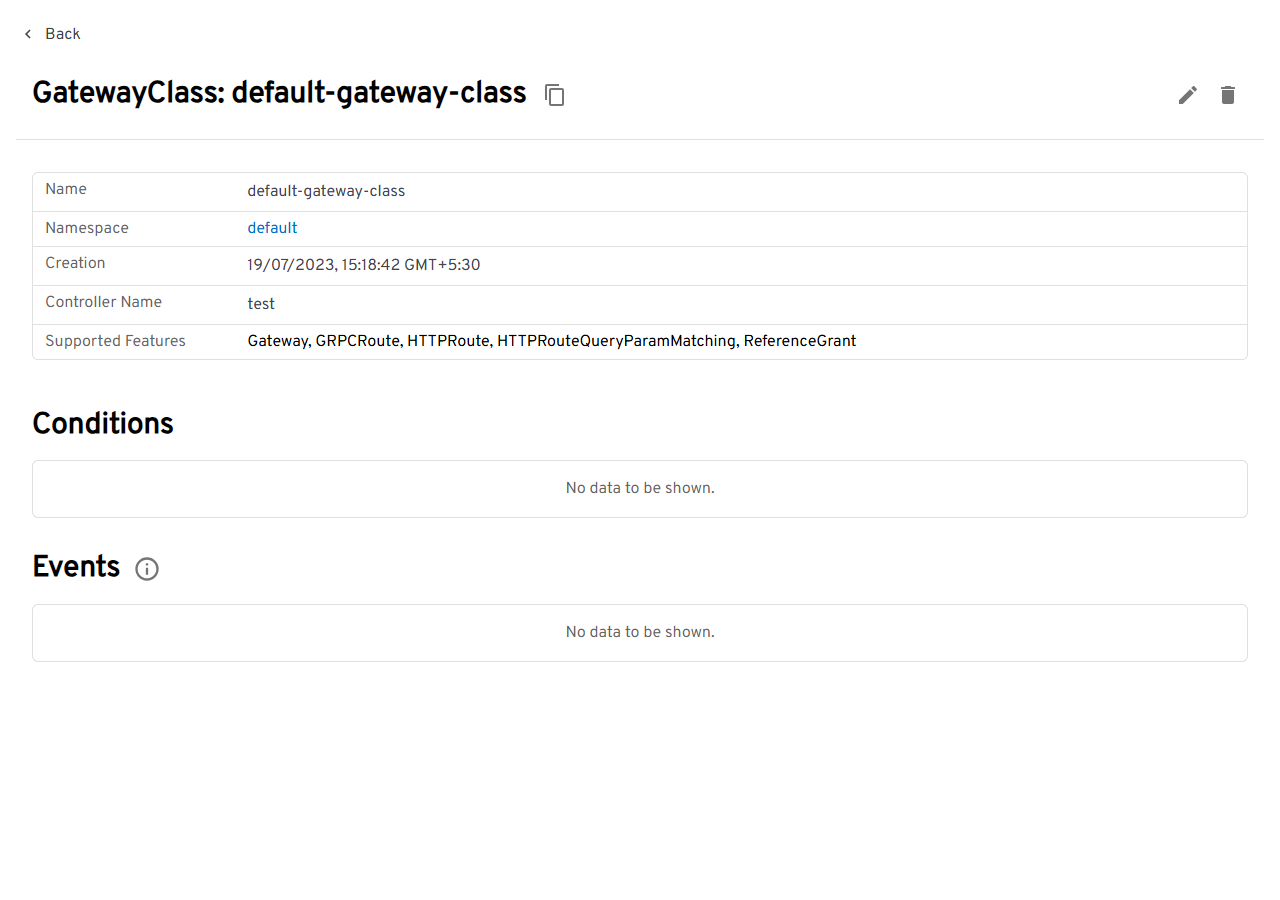 Back
GatewayClass: default-gateway-class
Name default-gateway-class
Namespace default
Creation 19/07/2023, 15:18:42 GMT+5:30
Controller Name test
Supported Features Gateway, GRPCRoute, HTTPRoute, HTTPRouteQueryParamMatching, ReferenceGrant
Conditions
No data to be shown.
Events
No data to be shown.